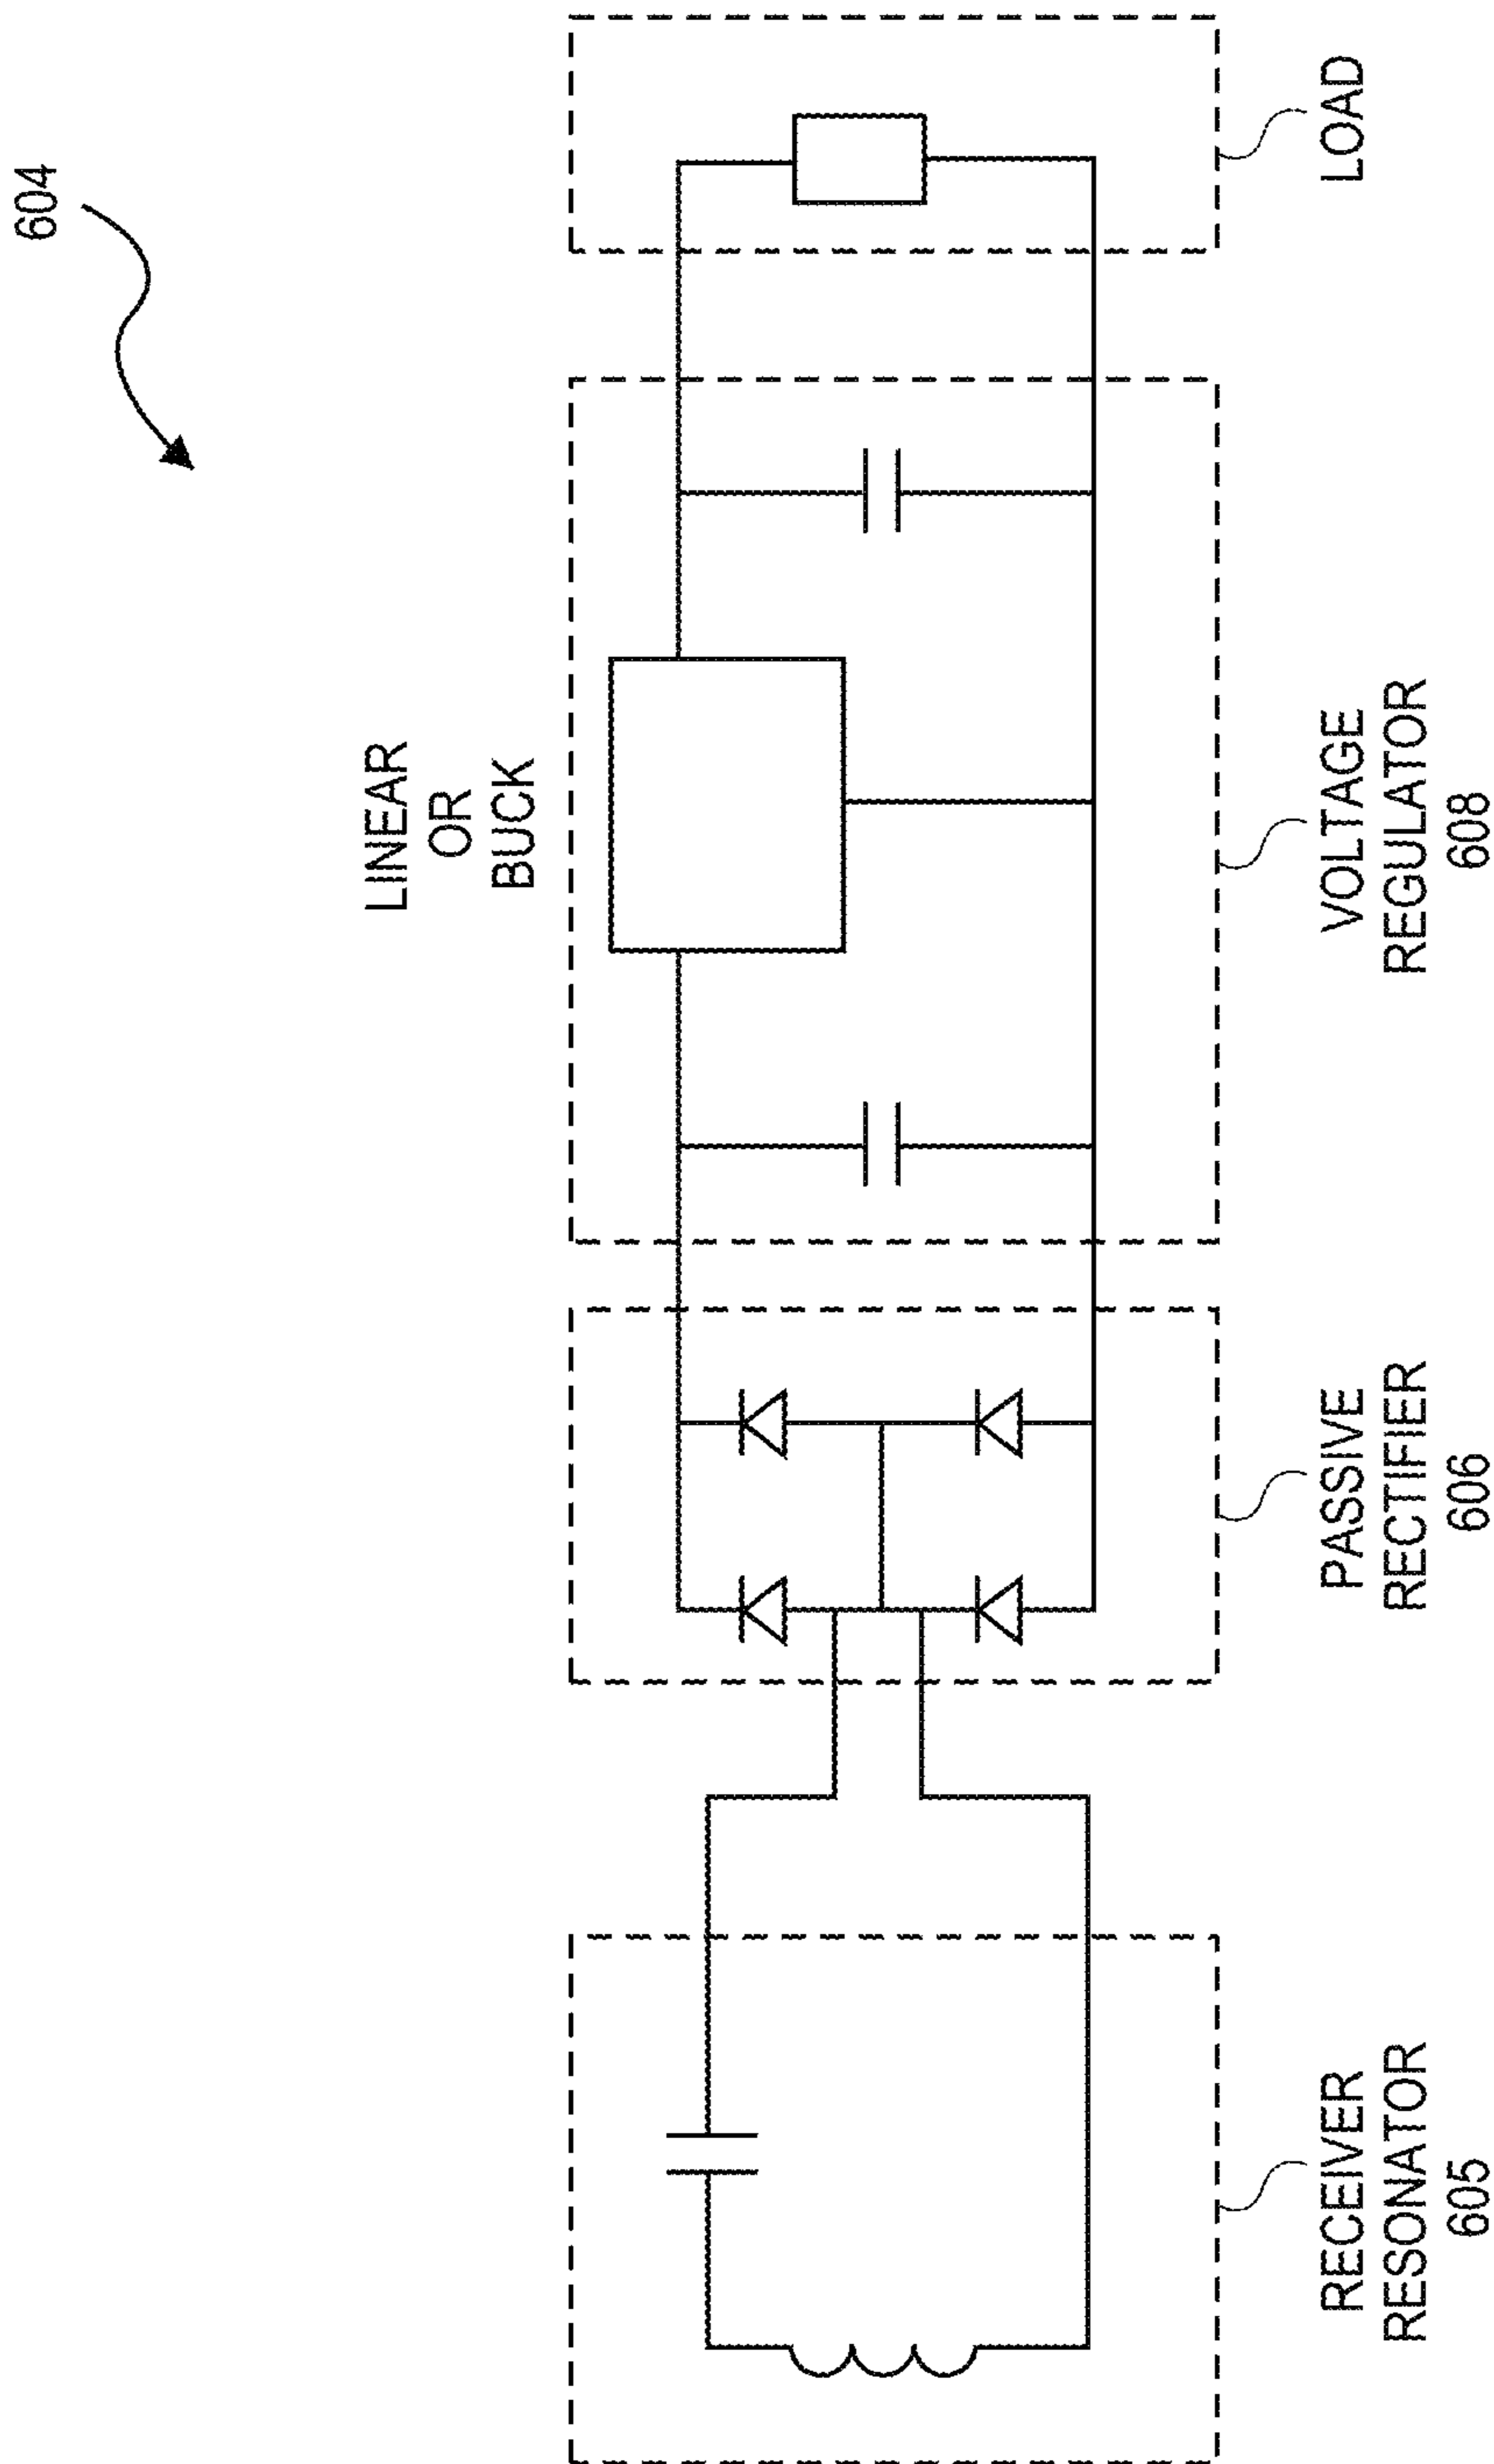 604
LINEAR
OR
BUCK
RECEIVER
RESONATOR
605
PASSIVE
RECTIFIER
606
VOLTAGE
REGULATOR
608
LOAD